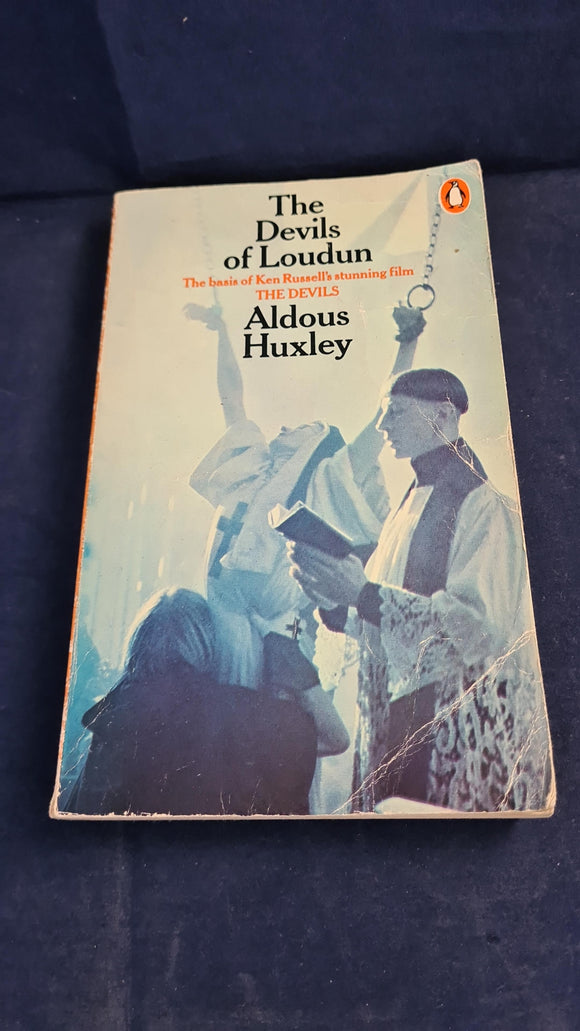 The
Devils
of Loudun
The basis of Ken Russell's stunning film
THE DEVILS
Aldous
Huxley